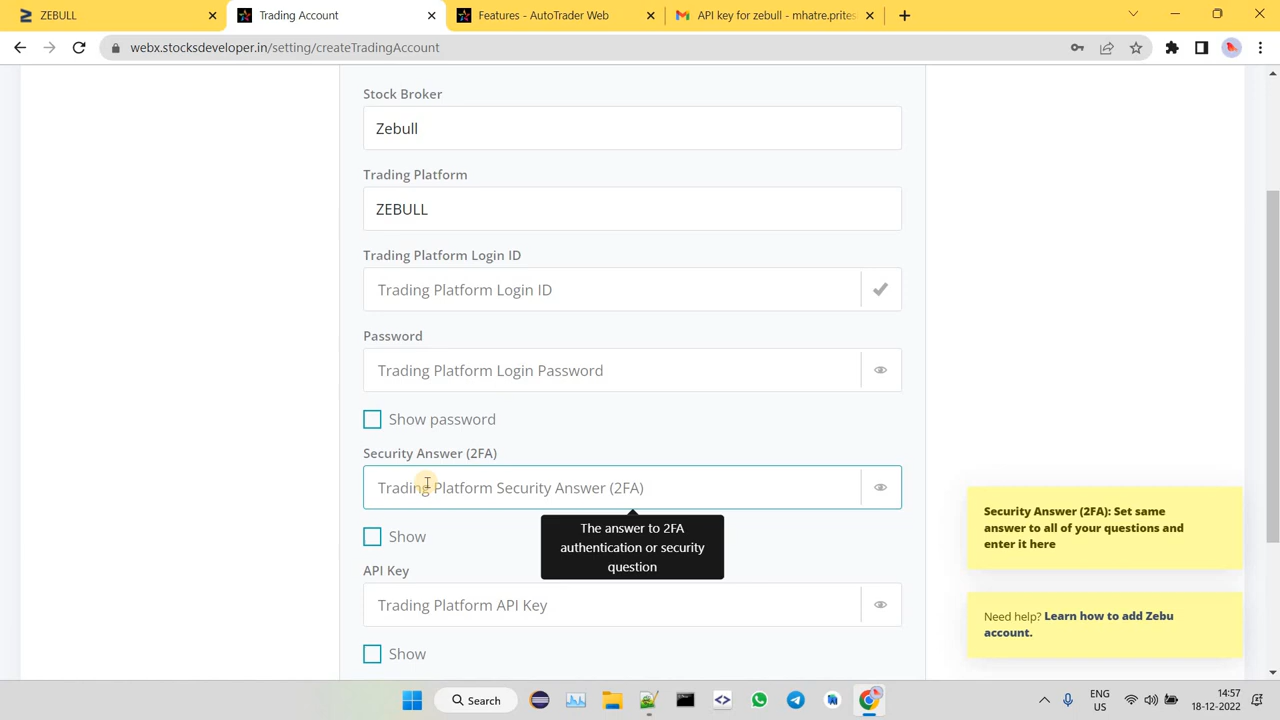 ZEBULL
Trading Account
Features - AutoTrader Web
API key for zebull - mhatre.prites
webx.stocksdeveloper.in/setting/createTradingAccount
Stock Broker
Zebull
Trading Platform
ZEBULL
Trading Platform Login ID
Trading Platform Login ID
Password
Trading Platform Login Password
Show password
Security Answer (2FA)
Trading Platform Security Answer (2FA)
The answer to 2FA
authentication or security
question
Show
API Key
Trading Platform API Key
Show
Security Answer (2FA): Set same
answer to all of your questions and
enter it here
Need help? Learn how to add Zebu
account.
Search
ENG
US
14:57
18-12-2022